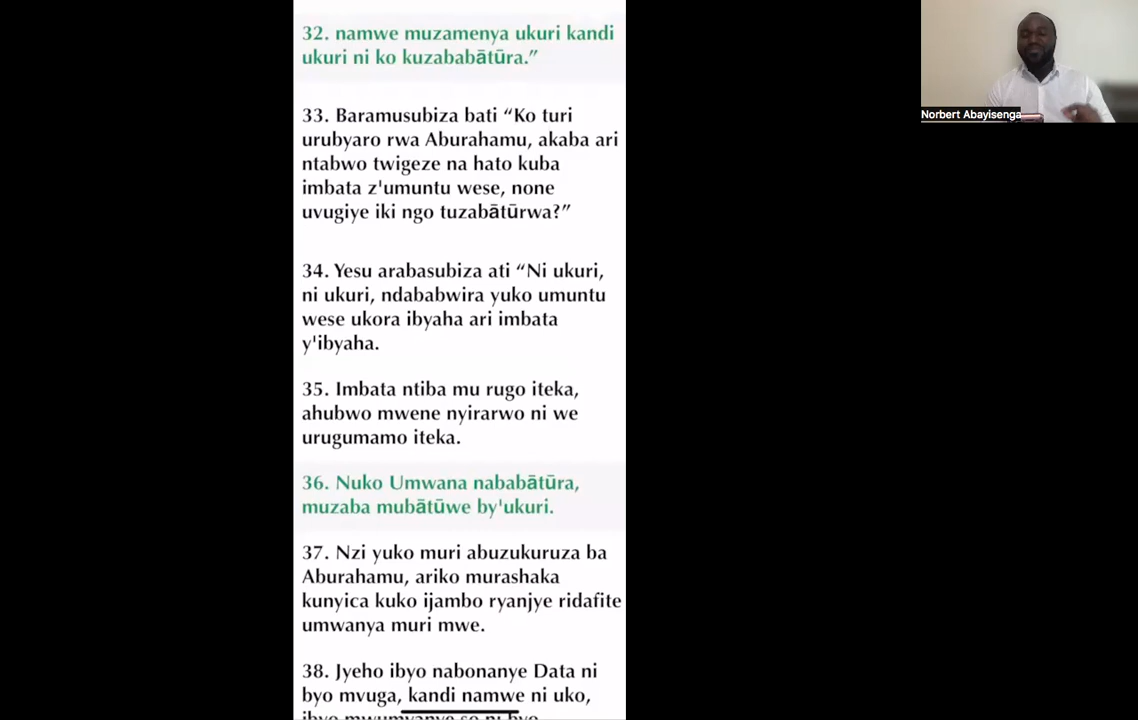 32. namwe muzamenya ukuri kandi
ukuri ni ko kuzababātūra.”
33. Baramusubiza bati “Ko turi
urubyaro rwa Aburahamu, akaba ari
ntabwo twigeze na hato kuba
imbata z'umuntu wese, none
uvugiye iki ngo tuzabātūrwa?”
34. Yesu arabasubiza ati “Ni ukuri,
ni ukuri, ndababwira yuko umuntu
wese ukora ibyaha ari imbata
y'ibyaha.
35. Imbata ntiba mu rugo iteka,
ahubwo mwene nyirarwo ni we
urugumamo iteka.
36. Nuko Umwana nababātūra,
muzaba mubātūwe by'ukuri.
37. Nzi yuko muri abuzukuruza ba
Aburahamu, ariko murashaka
kunyica kuko ijambo ryanjye ridafite
umwanya muri mwe.
38. Jyeho ibyo nabonanye Data ni
byo mvuga, kandi namwe ni uko,
Norbert Abayisenga